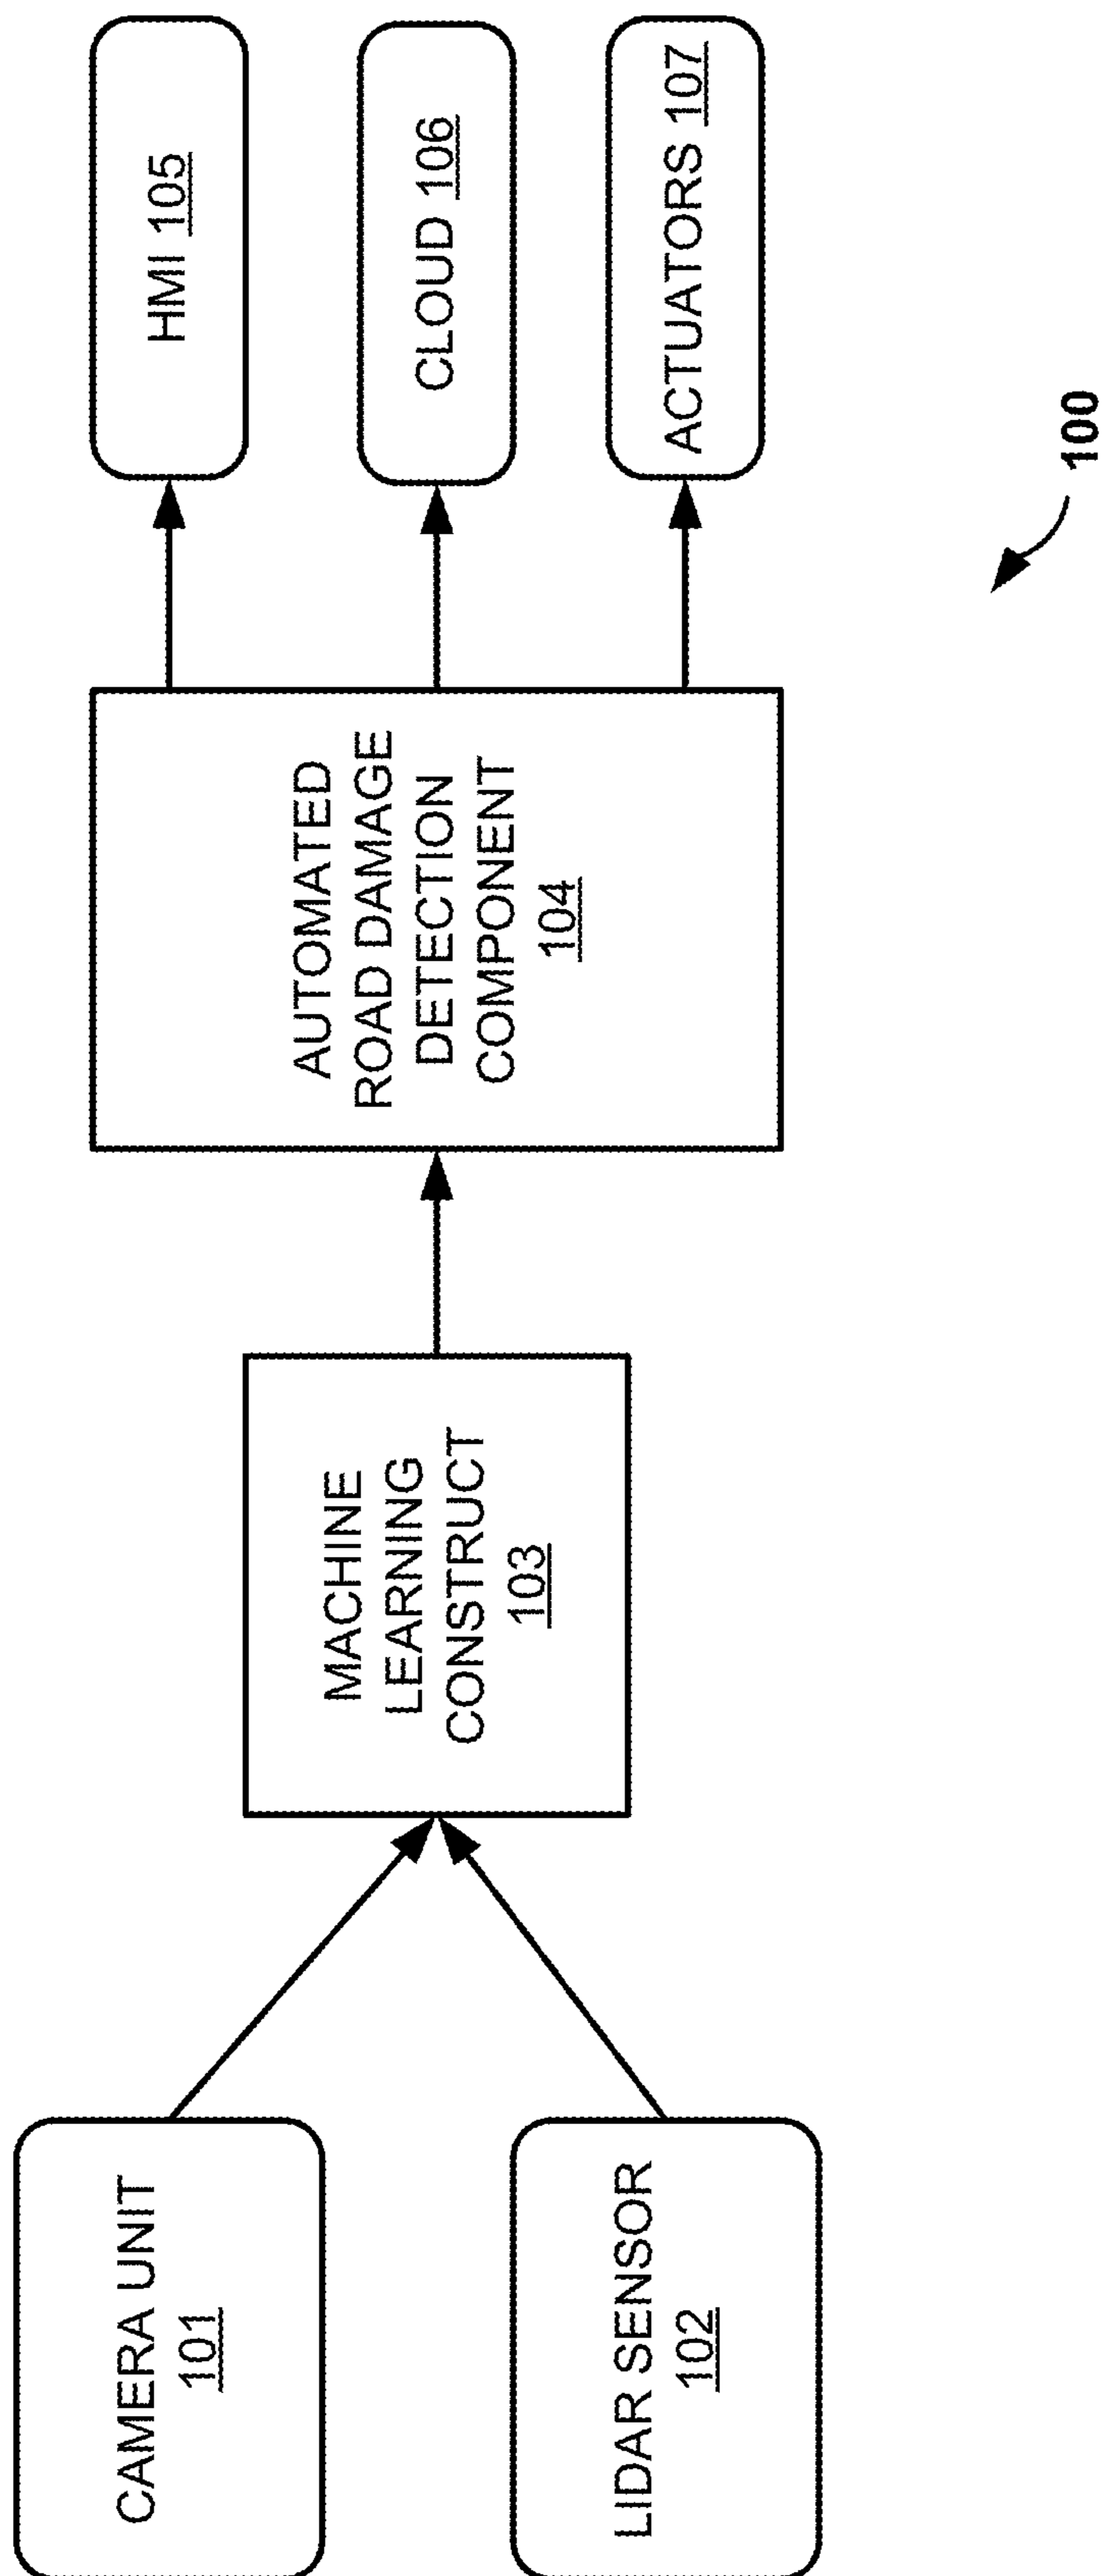 CAMERA UNIT
101
LIDAR SENSOR
102
MACHINE
LEARNING
CONSTRUCT
103
AUTOMATED
ROAD DAMAGE
DETECTION
COMPONENT
104
HMI 105
CLOUD 106
ACTUATORS 107
100